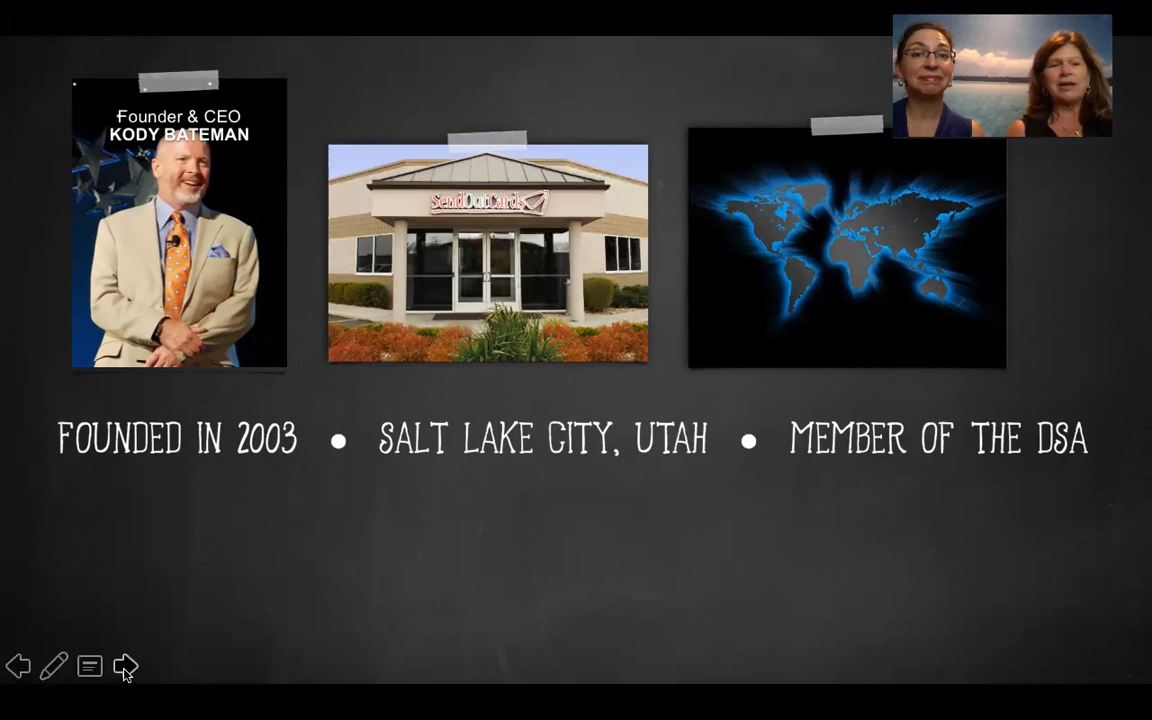 Founder & CEO
KODY BATEMAN
SendOutCards
FOUNDED IN 2003 • SALT LAKE CITY, UTAH • MEMBER OF THE DSA